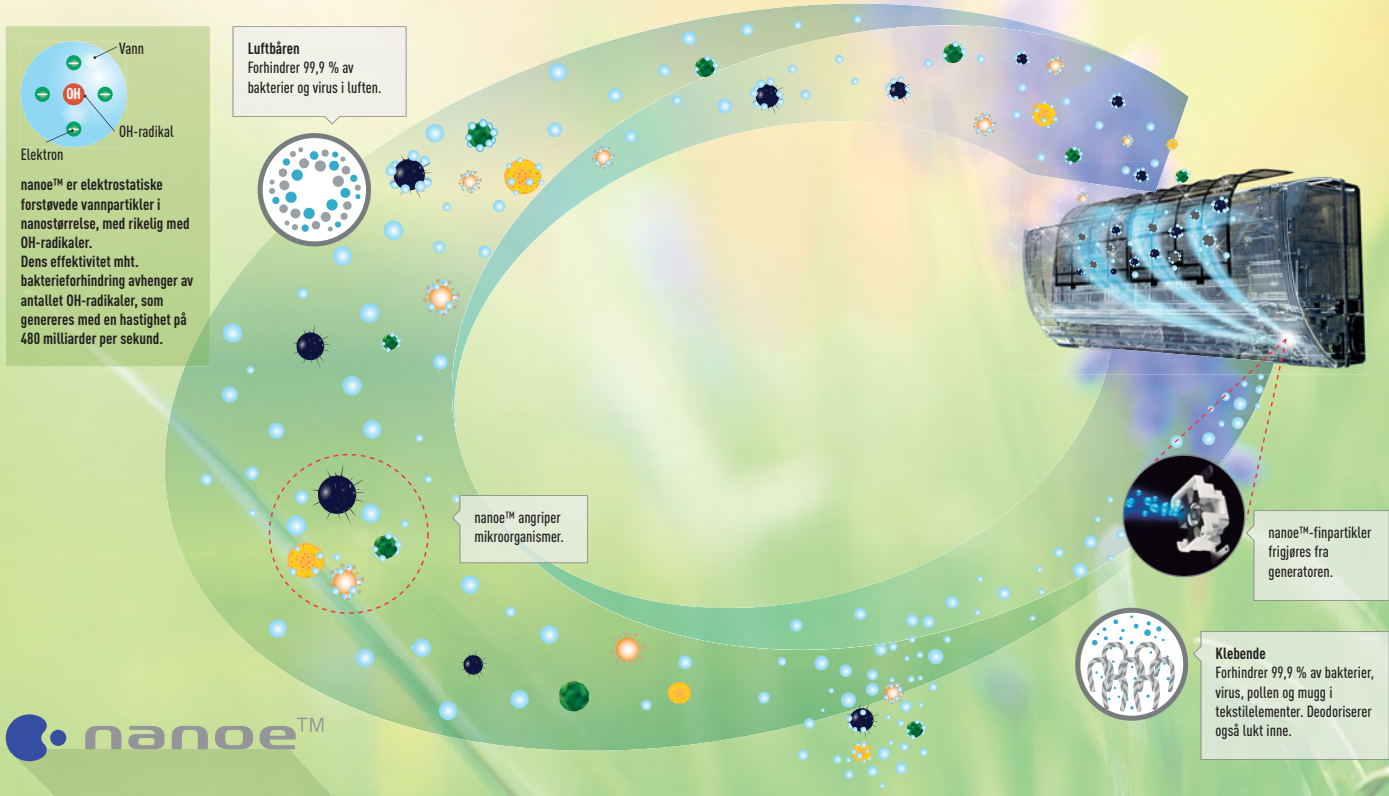 Vann
OH
OH-radikal
Elektron
nanoe™ er elektrostatiske
forstøvede vannpartikler i
nanostørrelse, med rikelig med
OH-radikaler.
Dens effektivitet mht.
bakterieforhindring avhenger av
antallet OH-radikaler, som
genereres med en hastighet på
480 milliarder per sekund.
Luftbåren
Forhindrer 99,9 % av
bakterier og virus i luften.
nanoe™ angriper
mikroorganismer.
nanoe™-finpartikler
frigjøres fra
generatoren.
Klebende
Forhindrer 99,9 % av bakterier,
virus, pollen og mugg i
tekstilelementer. Deodoriserer
også lukt inne.
nanoe™